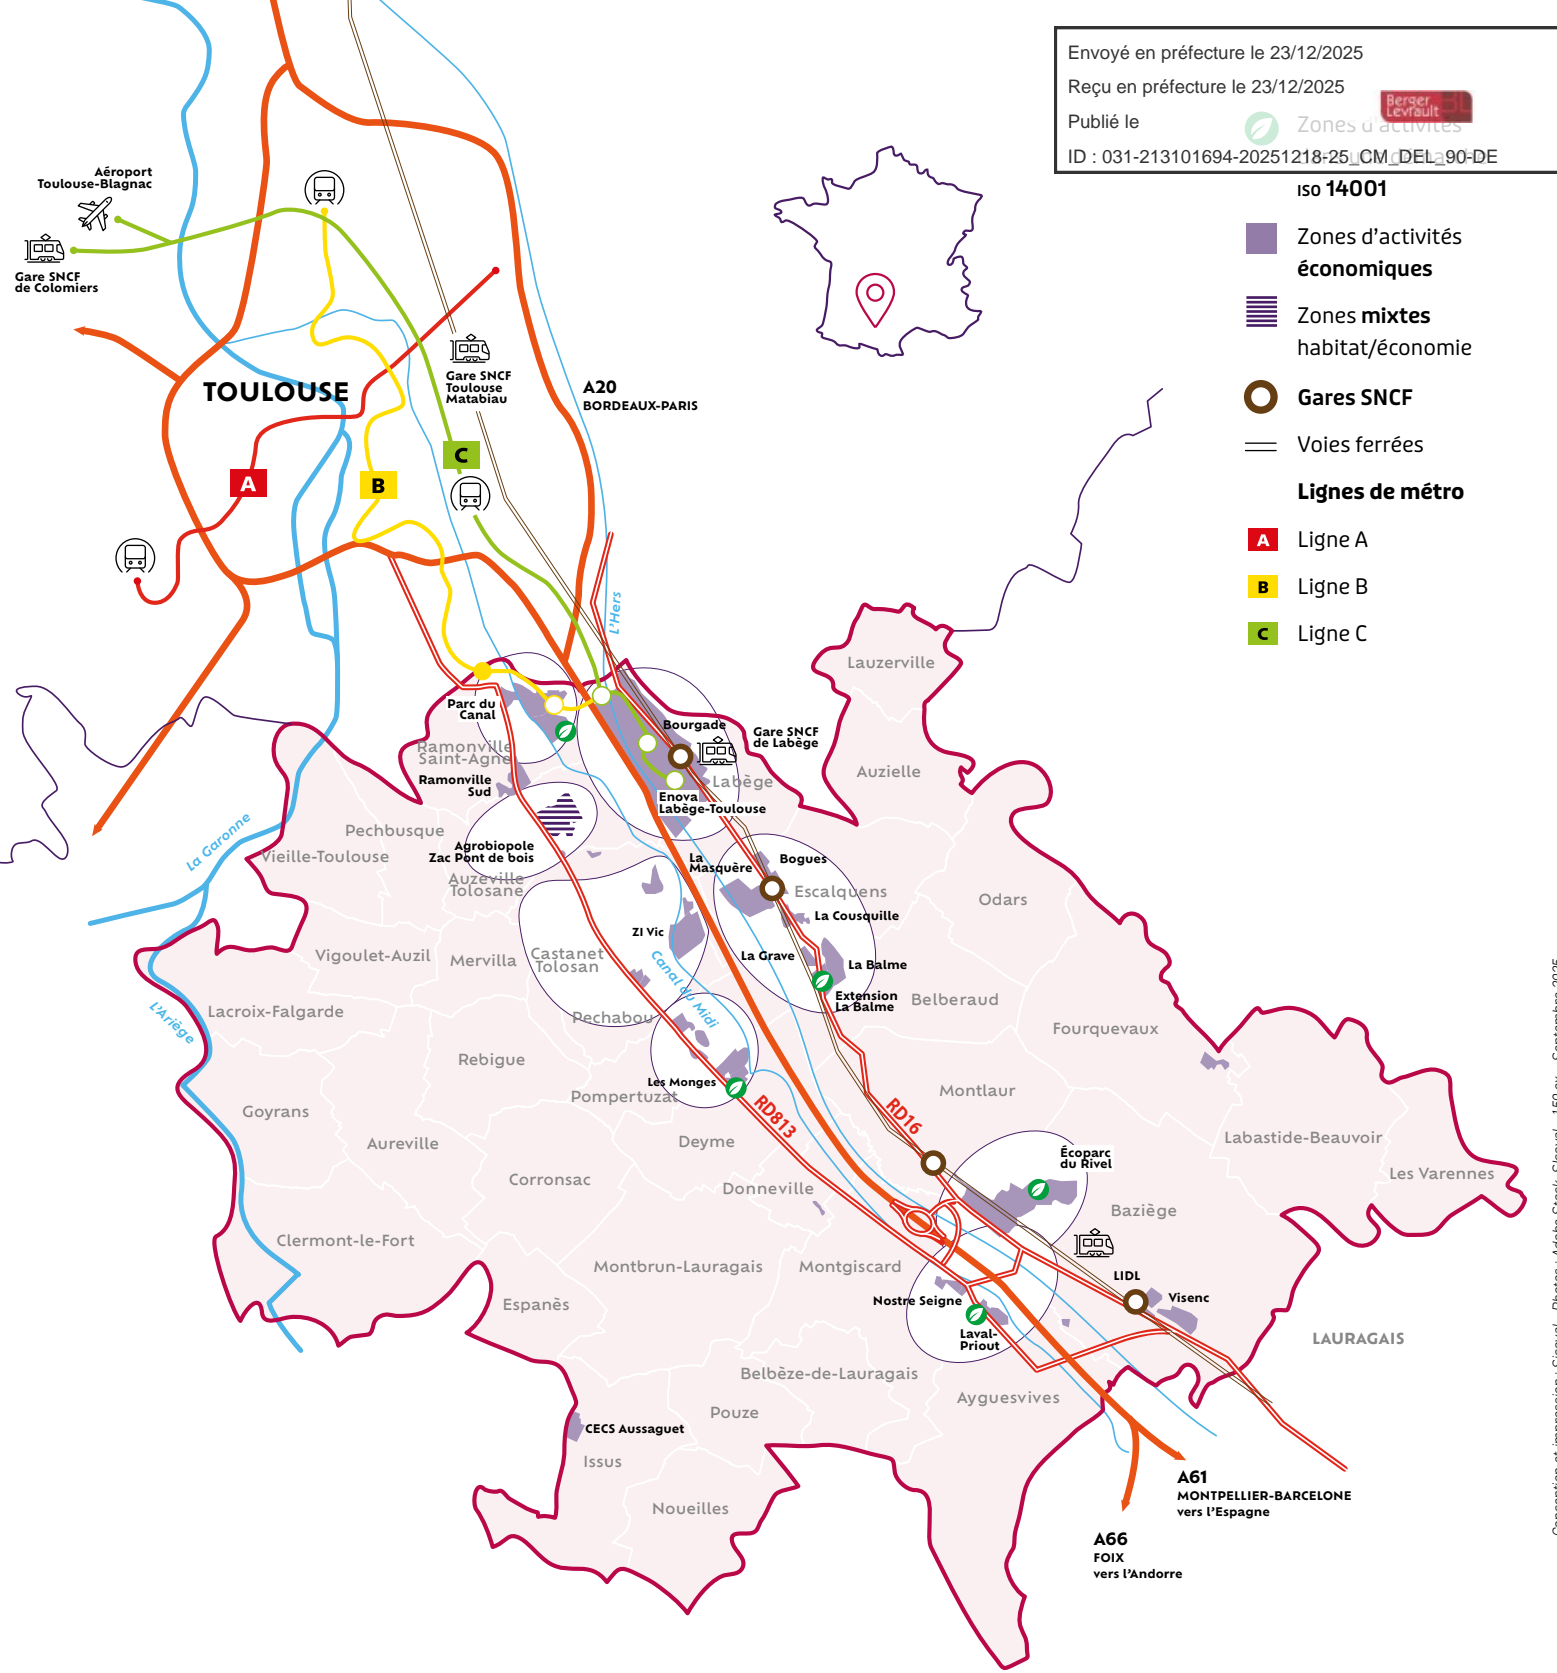 Envoyé en préfecture le 23/12/2025
Reçu en préfecture le 23/12/2025
Publié le
Berger
Levrault
ID : 031-213101694-20251218-25_CM_DEL_90-DE
Zones d'activités
ISO 14001
Zones d'activités
économiques
Zones mixtes
habitat/économie
Gares SNCF
Voies ferrées
Lignes de métro
A Ligne A
B Ligne B
C Ligne C
Aéroport
Toulouse-Blagnac
Gare SNCF
de Colomiers
TOULOUSE
Gare SNCF
Toulouse
Matabiau
A20
BORDEAUX-PARIS
A
B
C
L'Hers
Lauzerville
Parc du
Canal
Bourgade
Gare SNCF
de Labège
Ramonville
Saint-Agne
Ramonville
Sud
Labège
Auzielle
Enova
Labège-Toulouse
La Garonne
Pechbusque
Vieille-Toulouse
Agrobiopole
Zac Pont de bois
Auzeville
Tolosane
La
Masquère
Bogues
Escalquens
Odars
La Cousquille
ZI Vic
Vigoulet-Auzil
Mervilla
Castanet
Tolosan
Canal du Midi
La Grave
La Balme
Extension
La Balme
Belberaud
L'Ariège
Lacroix-Falgarde
Pechabou
Fourquevaux
Rebigue
Les Monges
Pompertuzat
Montlaur
RD813
RD16
Goyrans
Aureville
Deyme
Labastide-Beauvoir
Les Varennes
Écoparc
du Rivel
Corronsac
Donneville
Baziège
Clermont-le-Fort
Montbrun-Lauragais
Montgiscard
LIDL
Visenc
Espanès
Nostre Seigne
Laval-
Priout
LAURAGAIS
Belbèze-de-Lauragais
Ayguesvives
Pouze
CECS Aussaguet
Issus
Noueilles
A61
MONTPELLIER-BARCELONE
vers l'Espagne
A66
FOIX
vers l'Andorre